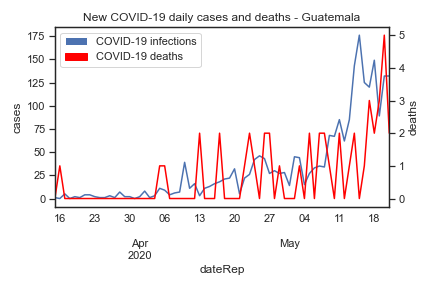 New COVID-19 daily cases and deaths - Guatemala
COVID-19 infections
COVID-19 deaths
175
150
125
100
75
50
25
0
cases
5
4
3
2
1
0
deaths
16 23 30 06 13 20 27 04 11 18
Apr May
2020
dateRep